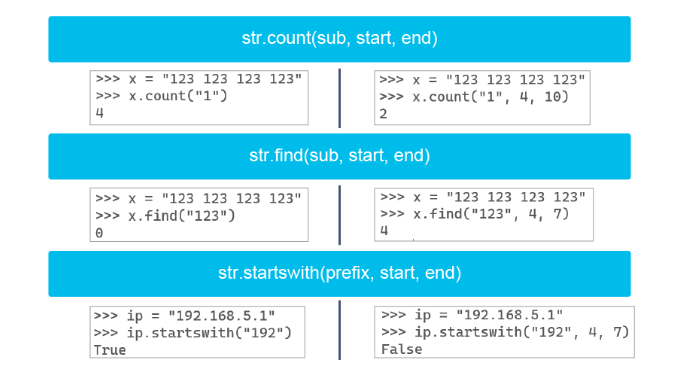 str.count(sub, start, end)
>>> x = "123 123 123 123"
>>> x.count("1")
4
>>> x = "123 123 123 123"
>>> x.count("1", 4, 10)
2
str.find(sub, start, end)
>>> x = "123 123 123 123"
>>> x.find("123")
0
>>> x = "123 123 123 123"
>>> x.find("123", 4, 7)
4
str.startswith(prefix, start, end)
>>> ip = "192.168.5.1"
>>> ip.startswith("192")
True
>>> ip = "192.168.5.1"
>>> ip.startswith("192", 4, 7)
False